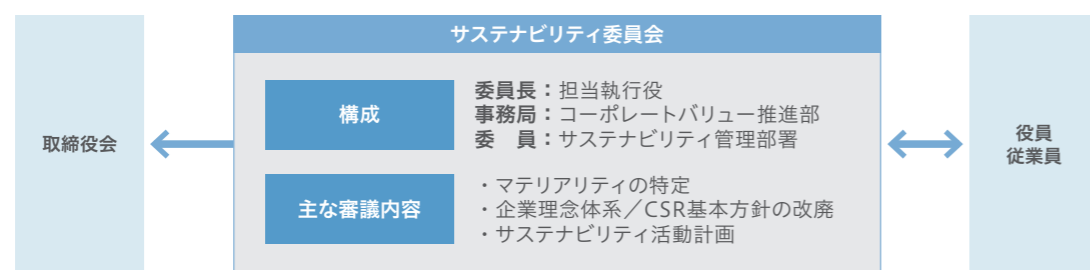 サステナビリティ委員会
取締役会
構成
委員長：担当執行役
事務局：コーポレートバリュー推進部
委　員：サステナビリティ管理部署
主な審議内容
・マテリアリティの特定
・企業理念体系／CSR基本方針の改廃
・サステナビリティ活動計画
役員
従業員